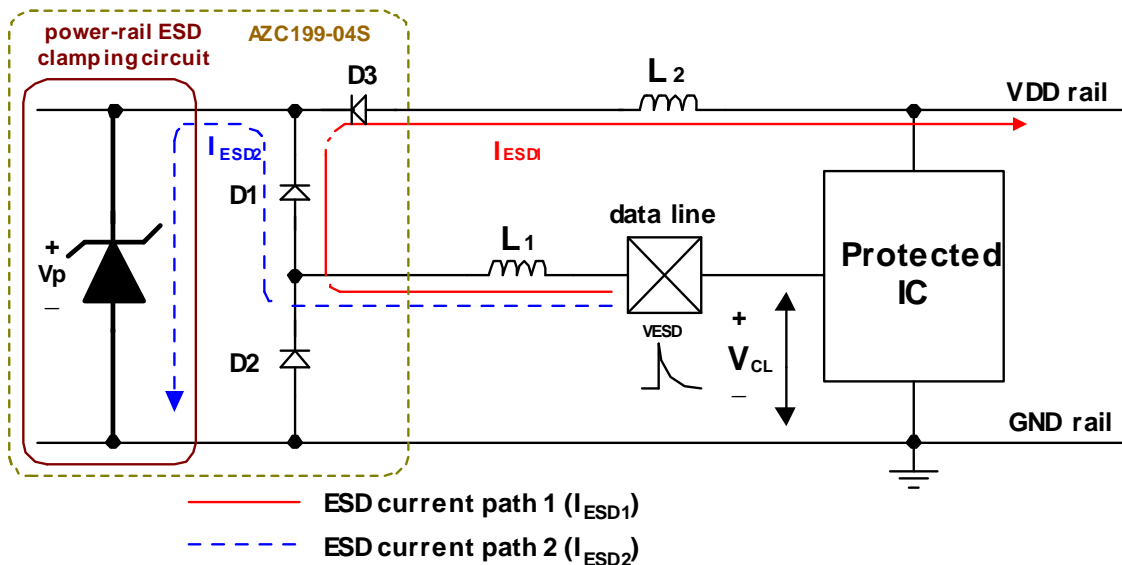 power-rail ESD
clamping circuit
AZC199-04S
D3
L2
VDD rail
IESD2
IESD1
D1
data line
L1
+
Vp
_
Protected
IC
VESD
+
VCL
_
D2
GND rail
ESD current path 1 (IESD1)
ESD current path 2 (IESD2)